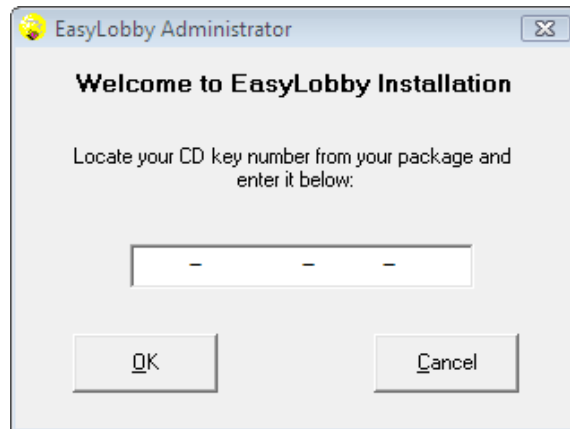 EasyLobby Administrator
Welcome to EasyLobby Installation
Locate your CD key number from your package and
enter it below:
– – –
OK Cancel